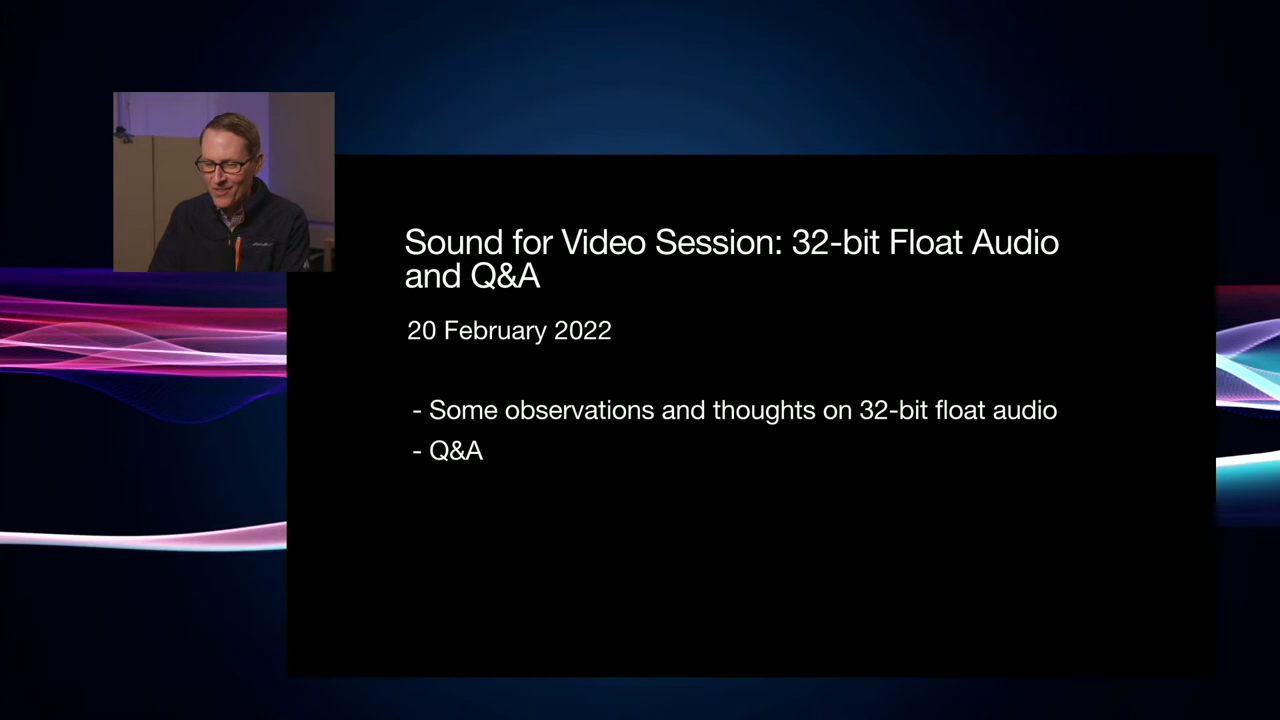 Sound for Video Session: 32-bit Float Audio
and Q&A
20 February 2022
- Some observations and thoughts on 32-bit float audio
- Q&A